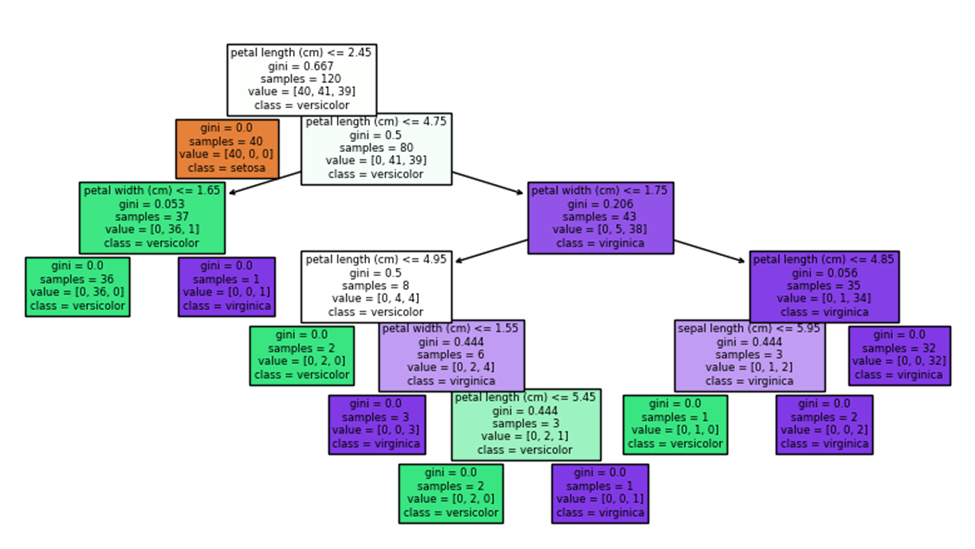 petal length (cm) <= 2.45
gini = 0.667
samples = 120
value = [40, 41, 39]
class = versicolor
gini = 0.0
samples = 40
value = [40, 0, 0]
class = setosa
petal length (cm) <= 4.75
gini = 0.5
samples = 80
value = [0, 41, 39]
class = versicolor
petal width (cm) <= 1.65
gini = 0.053
samples = 37
value = [0, 36, 1]
class = versicolor
petal width (cm) <= 1.75
gini = 0.206
samples = 43
value = [0, 5, 38]
class = virginica
gini = 0.0
samples = 36
value = [0, 36, 0]
class = versicolor
gini = 0.0
samples = 1
value = [0, 0, 1]
class = virginica
petal length (cm) <= 4.95
gini = 0.5
samples = 8
value = [0, 4, 4]
class = versicolor
petal length (cm) <= 4.85
gini = 0.056
samples = 35
value = [0, 1, 34]
class = virginica
gini = 0.0
samples = 2
value = [0, 2, 0]
class = versicolor
petal width (cm) <= 1.55
gini = 0.444
samples = 6
value = [0, 2, 4]
class = virginica
sepal length (cm) <= 5.95
gini = 0.444
samples = 3
value = [0, 1, 2]
class = virginica
gini = 0.0
samples = 32
value = [0, 0, 32]
class = virginica
gini = 0.0
samples = 3
value = [0, 0, 3]
class = virginica
petal length (cm) <= 5.45
gini = 0.444
samples = 3
value = [0, 2, 1]
class = versicolor
gini = 0.0
samples = 1
value = [0, 1, 0]
class = versicolor
gini = 0.0
samples = 2
value = [0, 0, 2]
class = virginica
gini = 0.0
samples = 2
value = [0, 2, 0]
class = versicolor
gini = 0.0
samples = 1
value = [0, 0, 1]
class = virginica